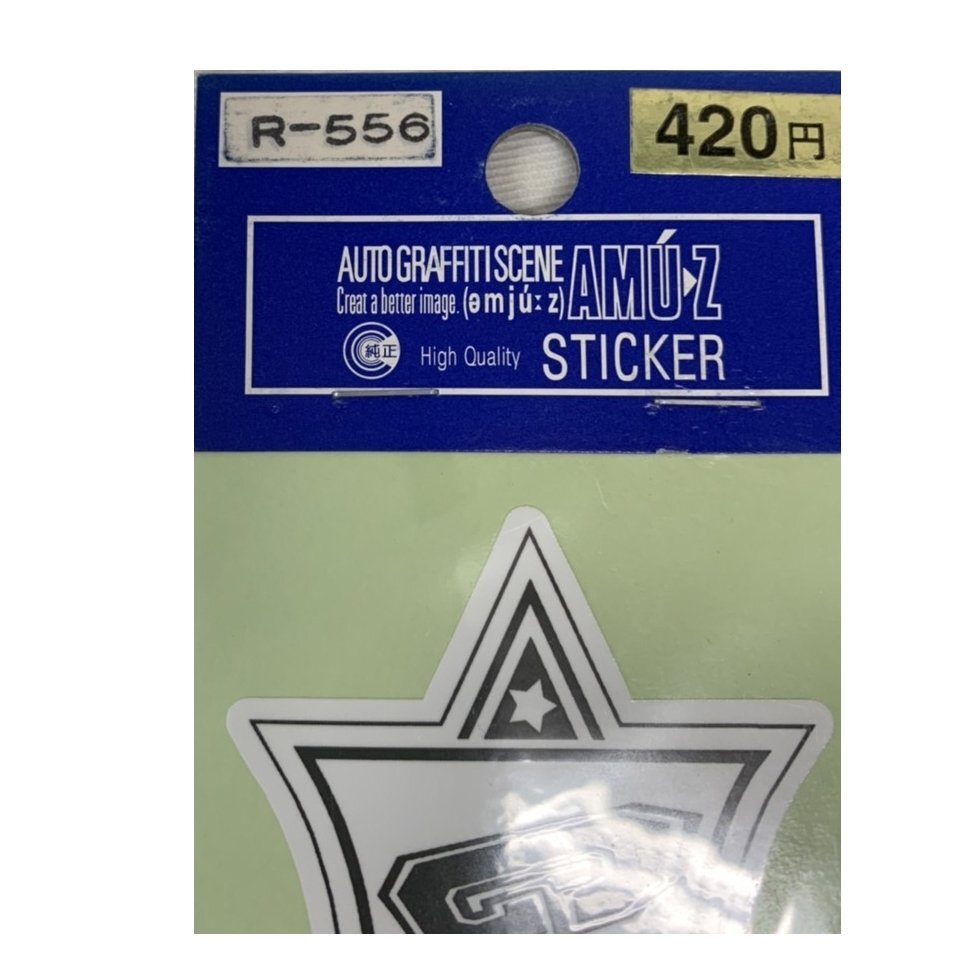 R-556
420円
AUTO GRAFFITI SCENE AMÚ·Z
Creat a better image. (əmjúːz)
純正 High Quality STICKER